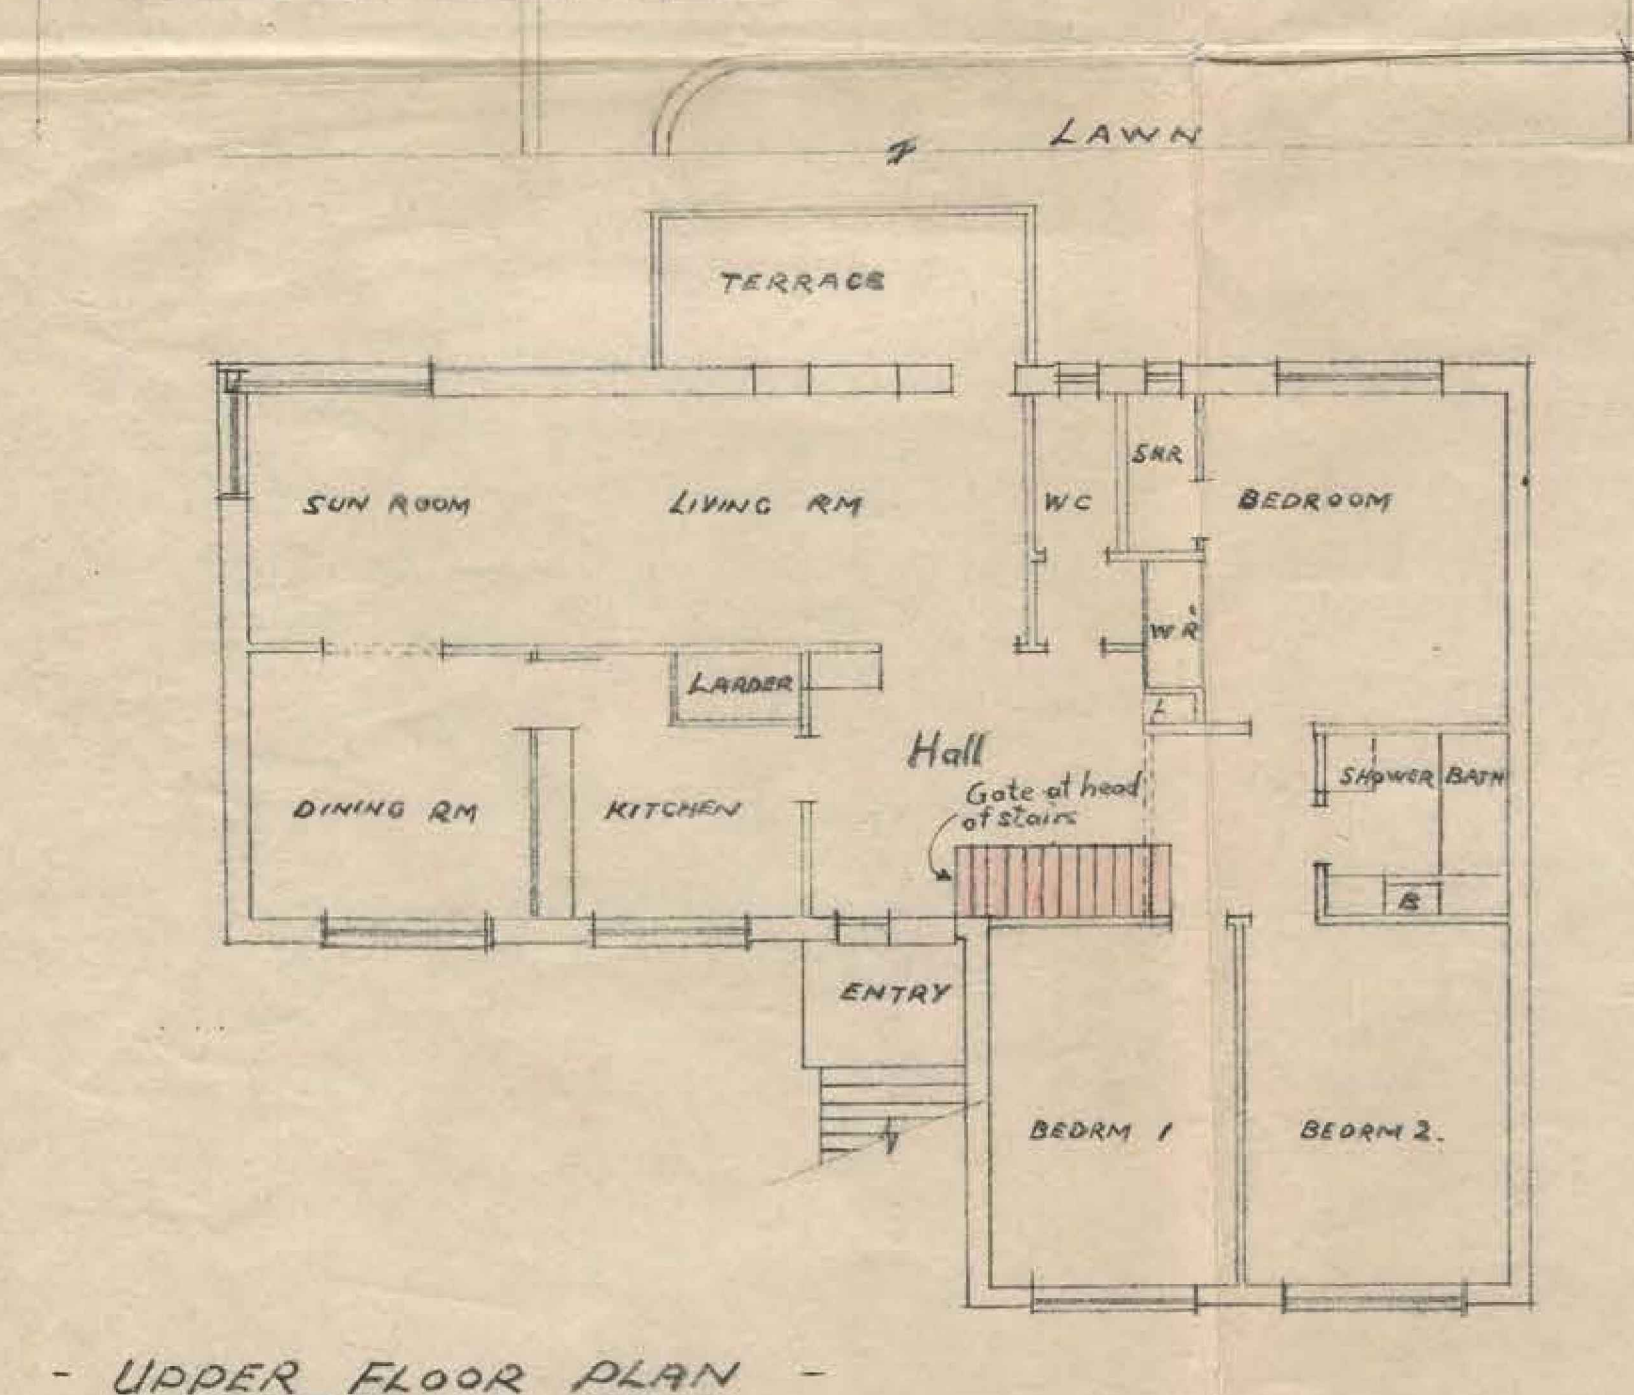 LAWN
TERRACE
SUN ROOM
LIVING RM
WC
SHR
BEDROOM
WR
LARDER
L
Hall
Gate at head
of stairs
SHOWER
BATH
DINING RM
KITCHEN
B
ENTRY
BEDRM 1
BEDRM 2.
- UPPER FLOOR PLAN -